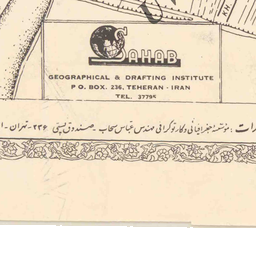 SAHAB
GEOGRAPHICAL & DRAFTING INSTITUTE
P O. BOX. 236, TEHERAN - IRAN
TEL. 37795
مؤسسهٔ جغرافیائی و کارتوگرافی مهندس عباس سحاب - صندوق پستی ۲۳۶ - تهران